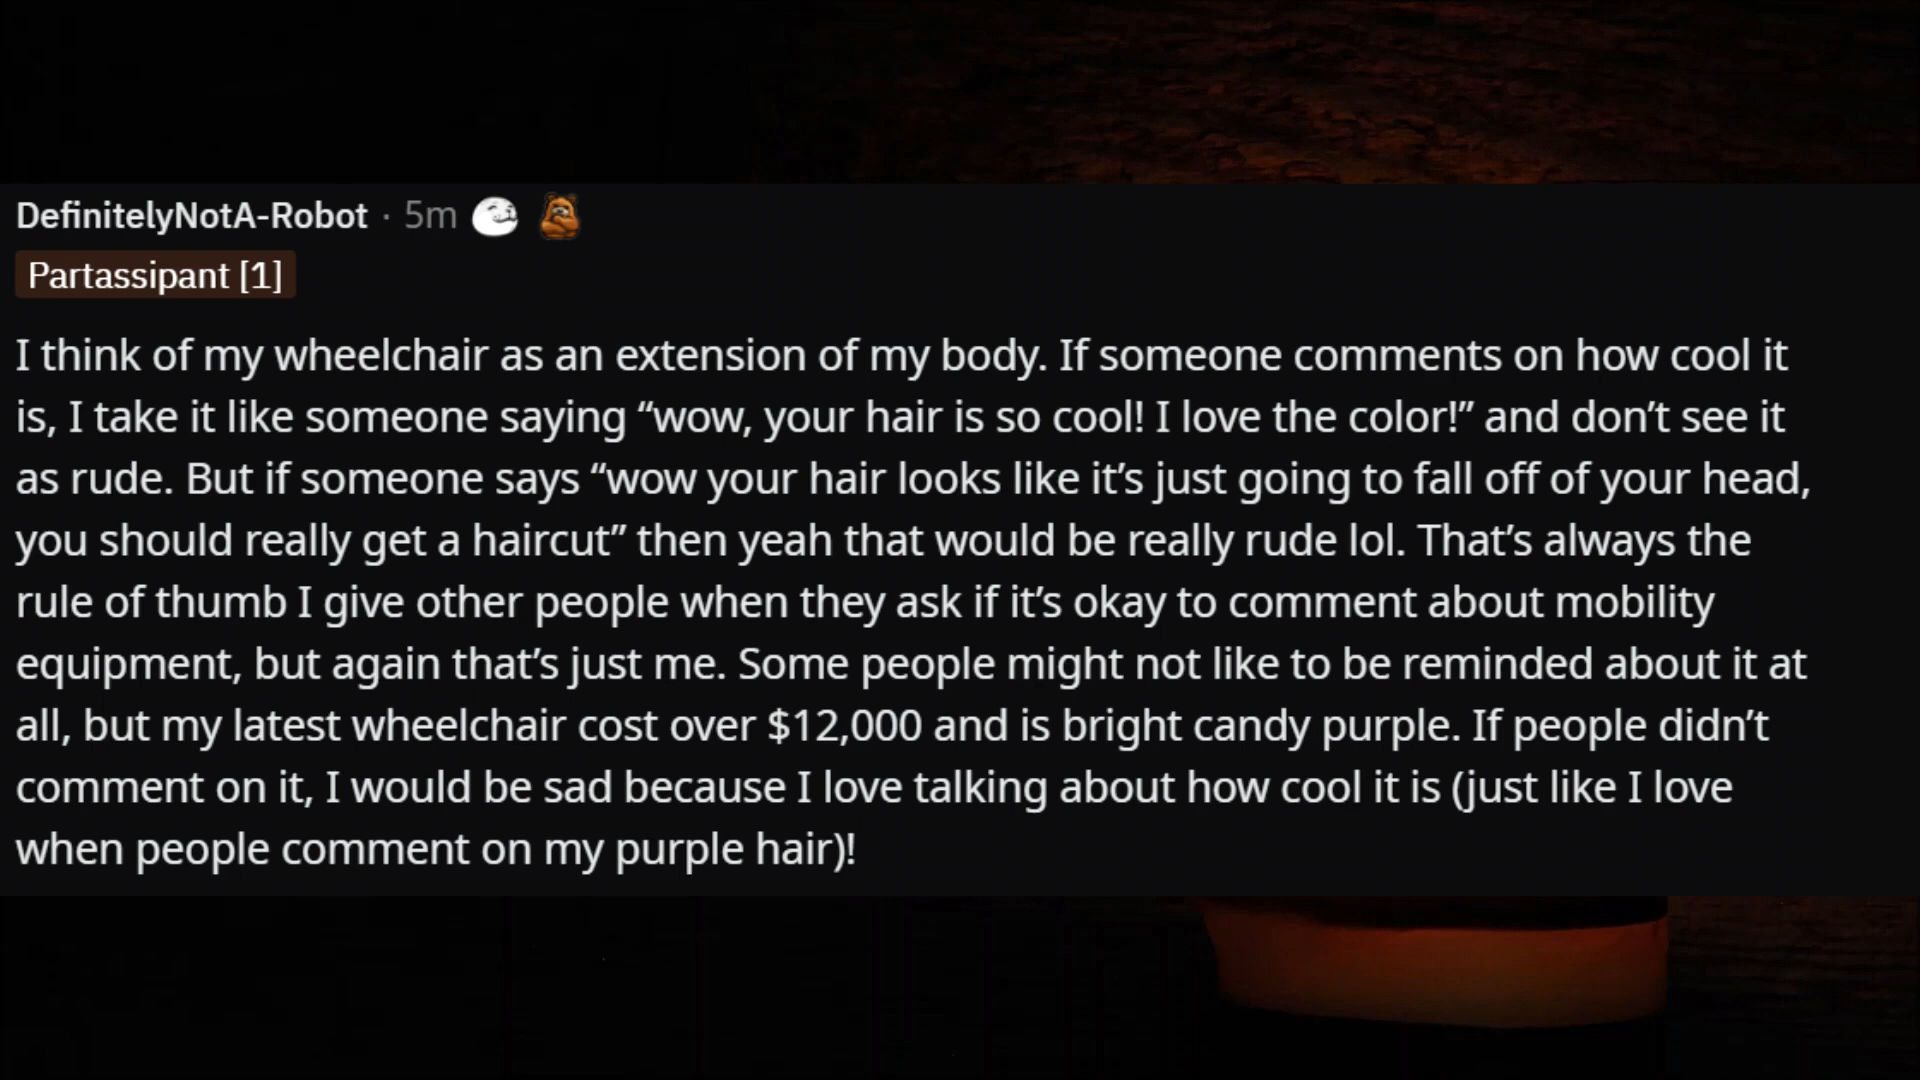 DefinitelyNotA-Robot · 5m
Partassipant [1]
I think of my wheelchair as an extension of my body. If someone comments on how cool it
is, I take it like someone saying “wow, your hair is so cool! I love the color!” and don’t see it
as rude. But if someone says “wow your hair looks like it’s just going to fall off of your head,
you should really get a haircut” then yeah that would be really rude lol. That’s always the
rule of thumb I give other people when they ask if it’s okay to comment about mobility
equipment, but again that’s just me. Some people might not like to be reminded about it at
all, but my latest wheelchair cost over $12,000 and is bright candy purple. If people didn’t
comment on it, I would be sad because I love talking about how cool it is (just like I love
when people comment on my purple hair)!